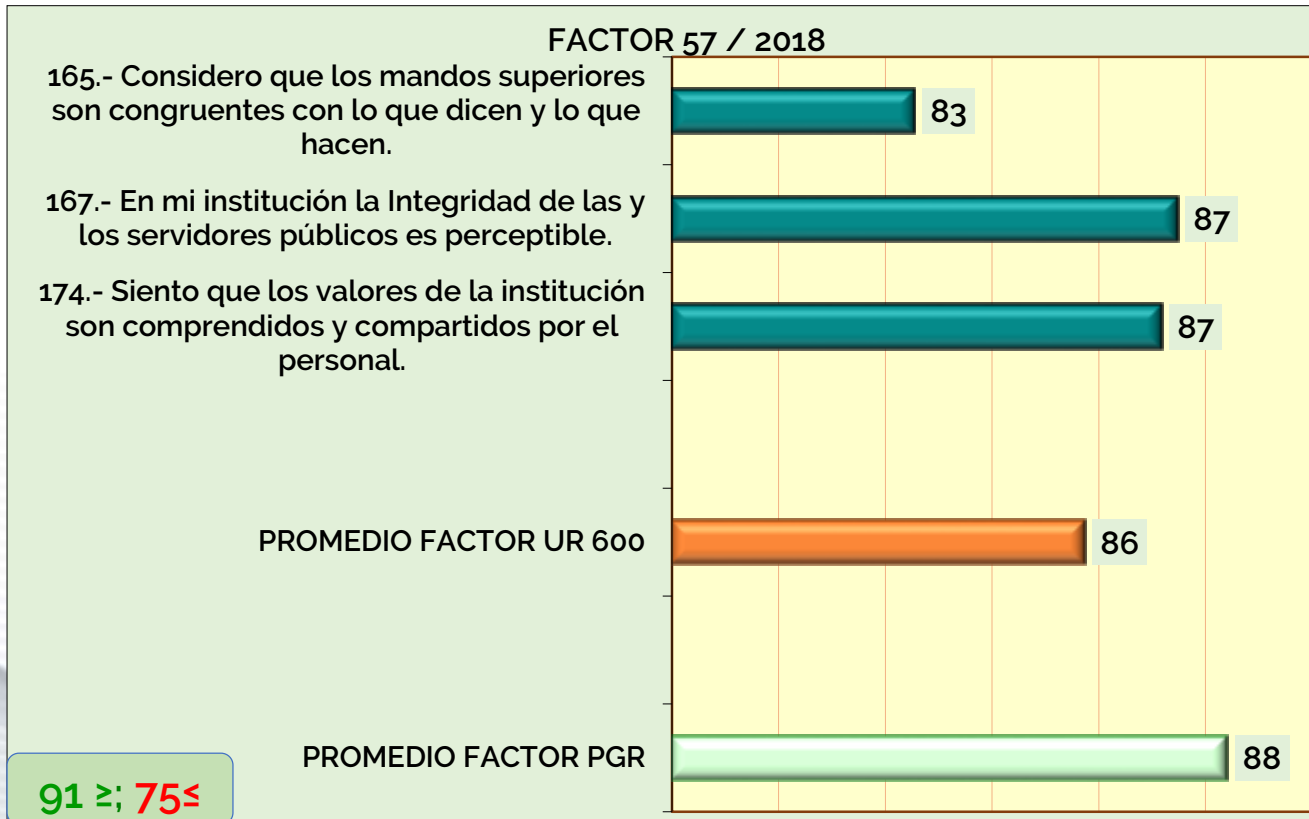 FACTOR 57 / 2018
165.- Considero que los mandos superiores
son congruentes con lo que dicen y lo que
hacen.
83
167.- En mi institución la Integridad de las y
los servidores públicos es perceptible.
87
174.- Siento que los valores de la institución
son comprendidos y compartidos por el
personal.
87
PROMEDIO FACTOR UR 600
86
PROMEDIO FACTOR PGR
88
91 ≥; 75≤